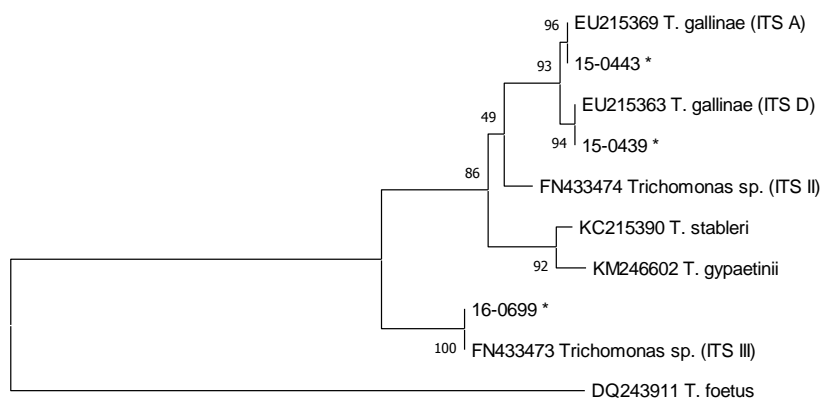 96
EU215369 T. gallinae (ITS A)
93
15-0443 *
EU215363 T. gallinae (ITS D)
49
94
15-0439 *
86
FN433474 Trichomonas sp. (ITS II)
KC215390 T. stableri
92
KM246602 T. gypaetinii
16-0699 *
100
FN433473 Trichomonas sp. (ITS III)
DQ243911 T. foetus